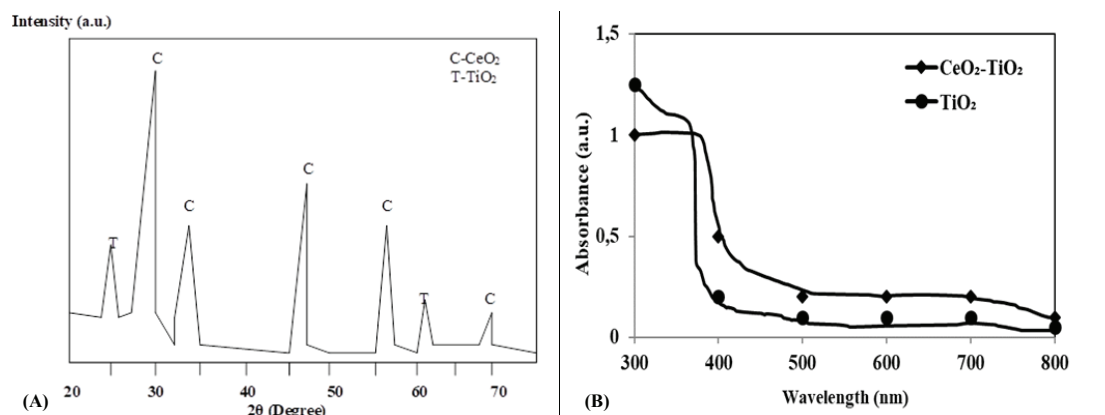 Intensity (a.u.)
C
C-CeO₂
T-TiO₂
C
C
C
T
T
C
20 30 40 50 60 70
2θ (Degree)
(A)
1,5
CeO₂-TiO₂
TiO₂
1
Absorbance (a.u.)
0,5
0
300 400 500 600 700 800
Wavelength (nm)
(B)